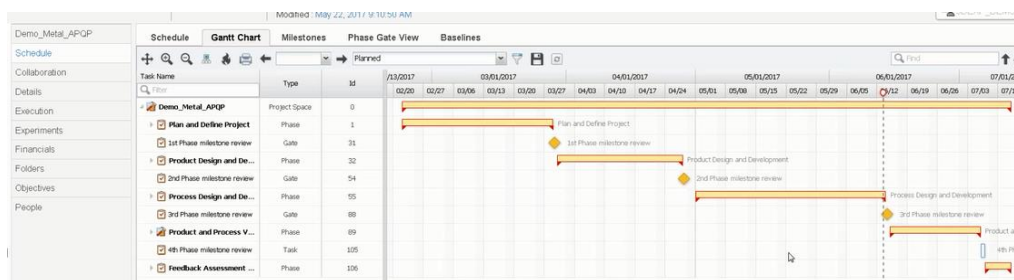 Modified : May 22, 2017 9:10:50 AM
Demo_Metal_APQP
Schedule
Collaboration
Details
Execution
Experiments
Financials
Folders
Objectives
People
Schedule Gantt Chart Milestones Phase Gate View Baselines
Planned
Find
Task Name Type Id
Filter
/13/2017 03/01/2017 04/01/2017 05/01/2017 06/01/2017 07/01/2
02/20 02/27 03/06 03/13 03/20 03/27 04/03 04/10 04/17 04/24 05/01 05/08 05/15 05/22 05/29 06/05 06/12 06/19 06/26 07/03 07/1
Demo_Metal_APQP Project Space 0
Plan and Define Project Phase 1 Plan and Define Project
1st Phase milestone review Gate 31 1st Phase milestone review
Product Design and De... Phase 32 Product Design and Development
2nd Phase milestone review Gate 54 2nd Phase milestone review
Process Design and De... Phase 55 Process Design and Development
3rd Phase milestone review Gate 88 3rd Phase milestone review
Product and Process V... Phase 89 Product a
4th Phase milestone review Task 105 4th P
Feedback Assessment ... Phase 106